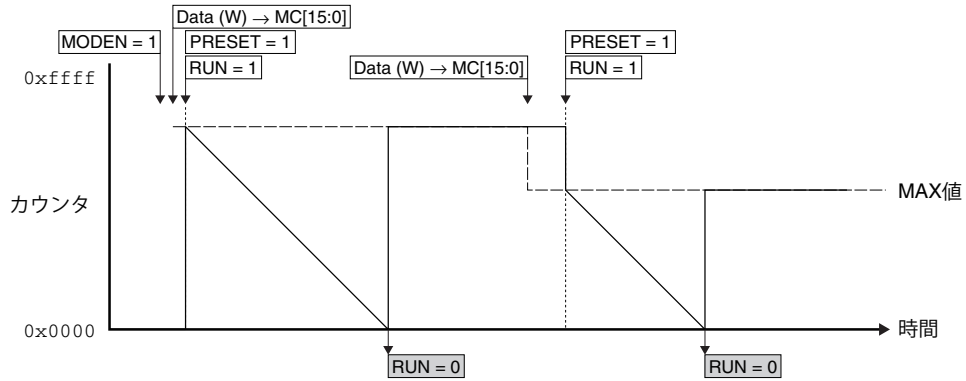 Data (W) → MC[15:0]
MODEN = 1
PRESET = 1
PRESET = 1
RUN = 1
Data (W) → MC[15:0]
RUN = 1
0xffff
カウンタ
MAX値
0x0000
時間
RUN = 0
RUN = 0